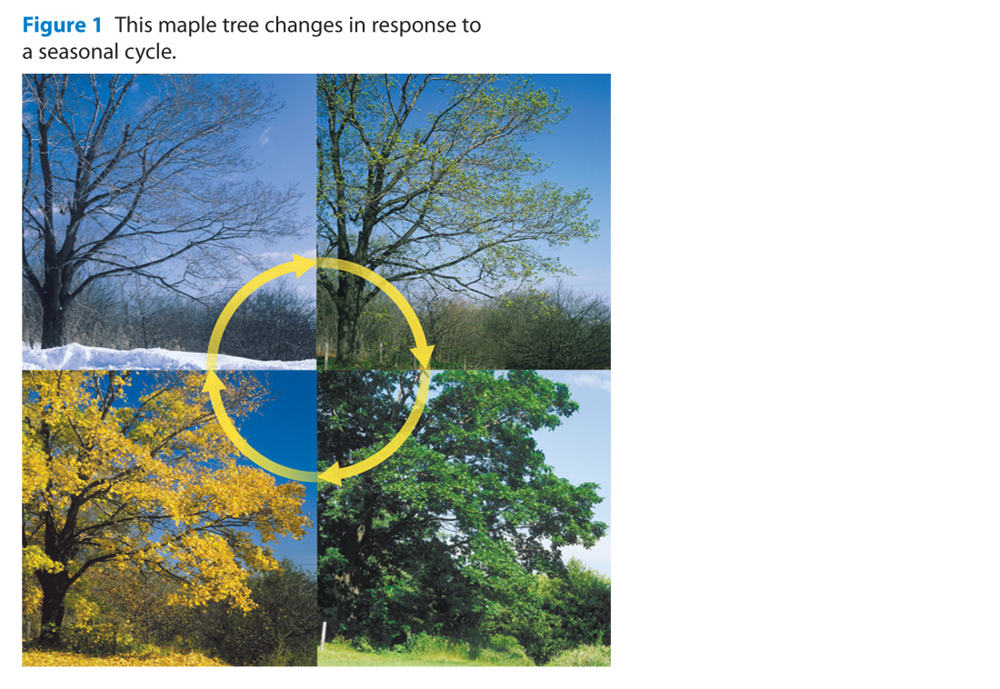 Figure 1 This maple tree changes in response to
a seasonal cycle.